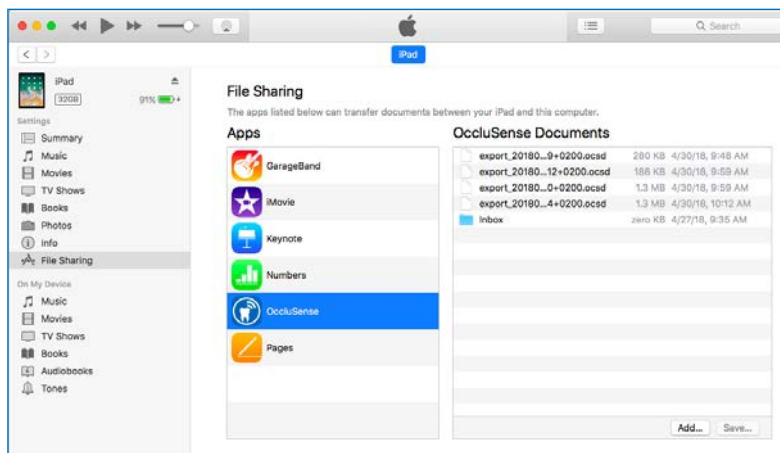 Search
iPad
iPad
32GB
91%
Settings
Summary
Music
Movies
TV Shows
Books
Photos
Info
File Sharing
On My Device
Music
Movies
TV Shows
Books
Audiobooks
Tones
File Sharing
The apps listed below can transfer documents between your iPad and this computer.
Apps
GarageBand
iMovie
Keynote
Numbers
OccluSense
Pages
OccluSense Documents
export_20180...9+0200.ocsd 280 KB 4/30/18, 9:48 AM
export_20180...12+0200.ocsd 186 KB 4/30/18, 9:59 AM
export_20180...0+0200.ocsd 1.3 MB 4/30/18, 9:59 AM
export_20180...4+0200.ocsd 1.3 MB 4/30/18, 10:12 AM
Inbox zero KB 4/27/18, 9:35 AM
Add... Save...